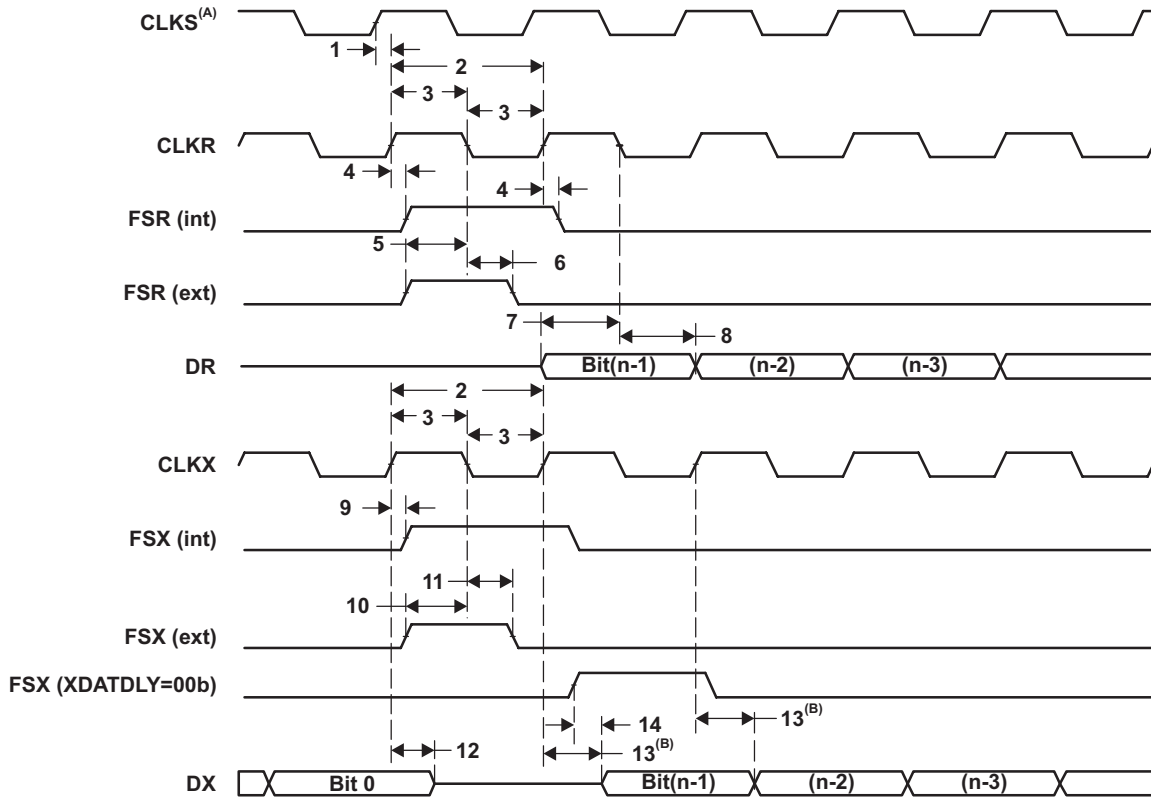 CLKS(A)
1
2
3
3
CLKR
4
4
FSR (int)
5
6
FSR (ext)
7
8
DR
Bit(n-1)
(n-2)
(n-3)
2
3
3
CLKX
9
FSX (int)
11
10
FSX (ext)
FSX (XDATDLY=00b)
14
13(B)
12
13(B)
DX
Bit 0
Bit(n-1)
(n-2)
(n-3)